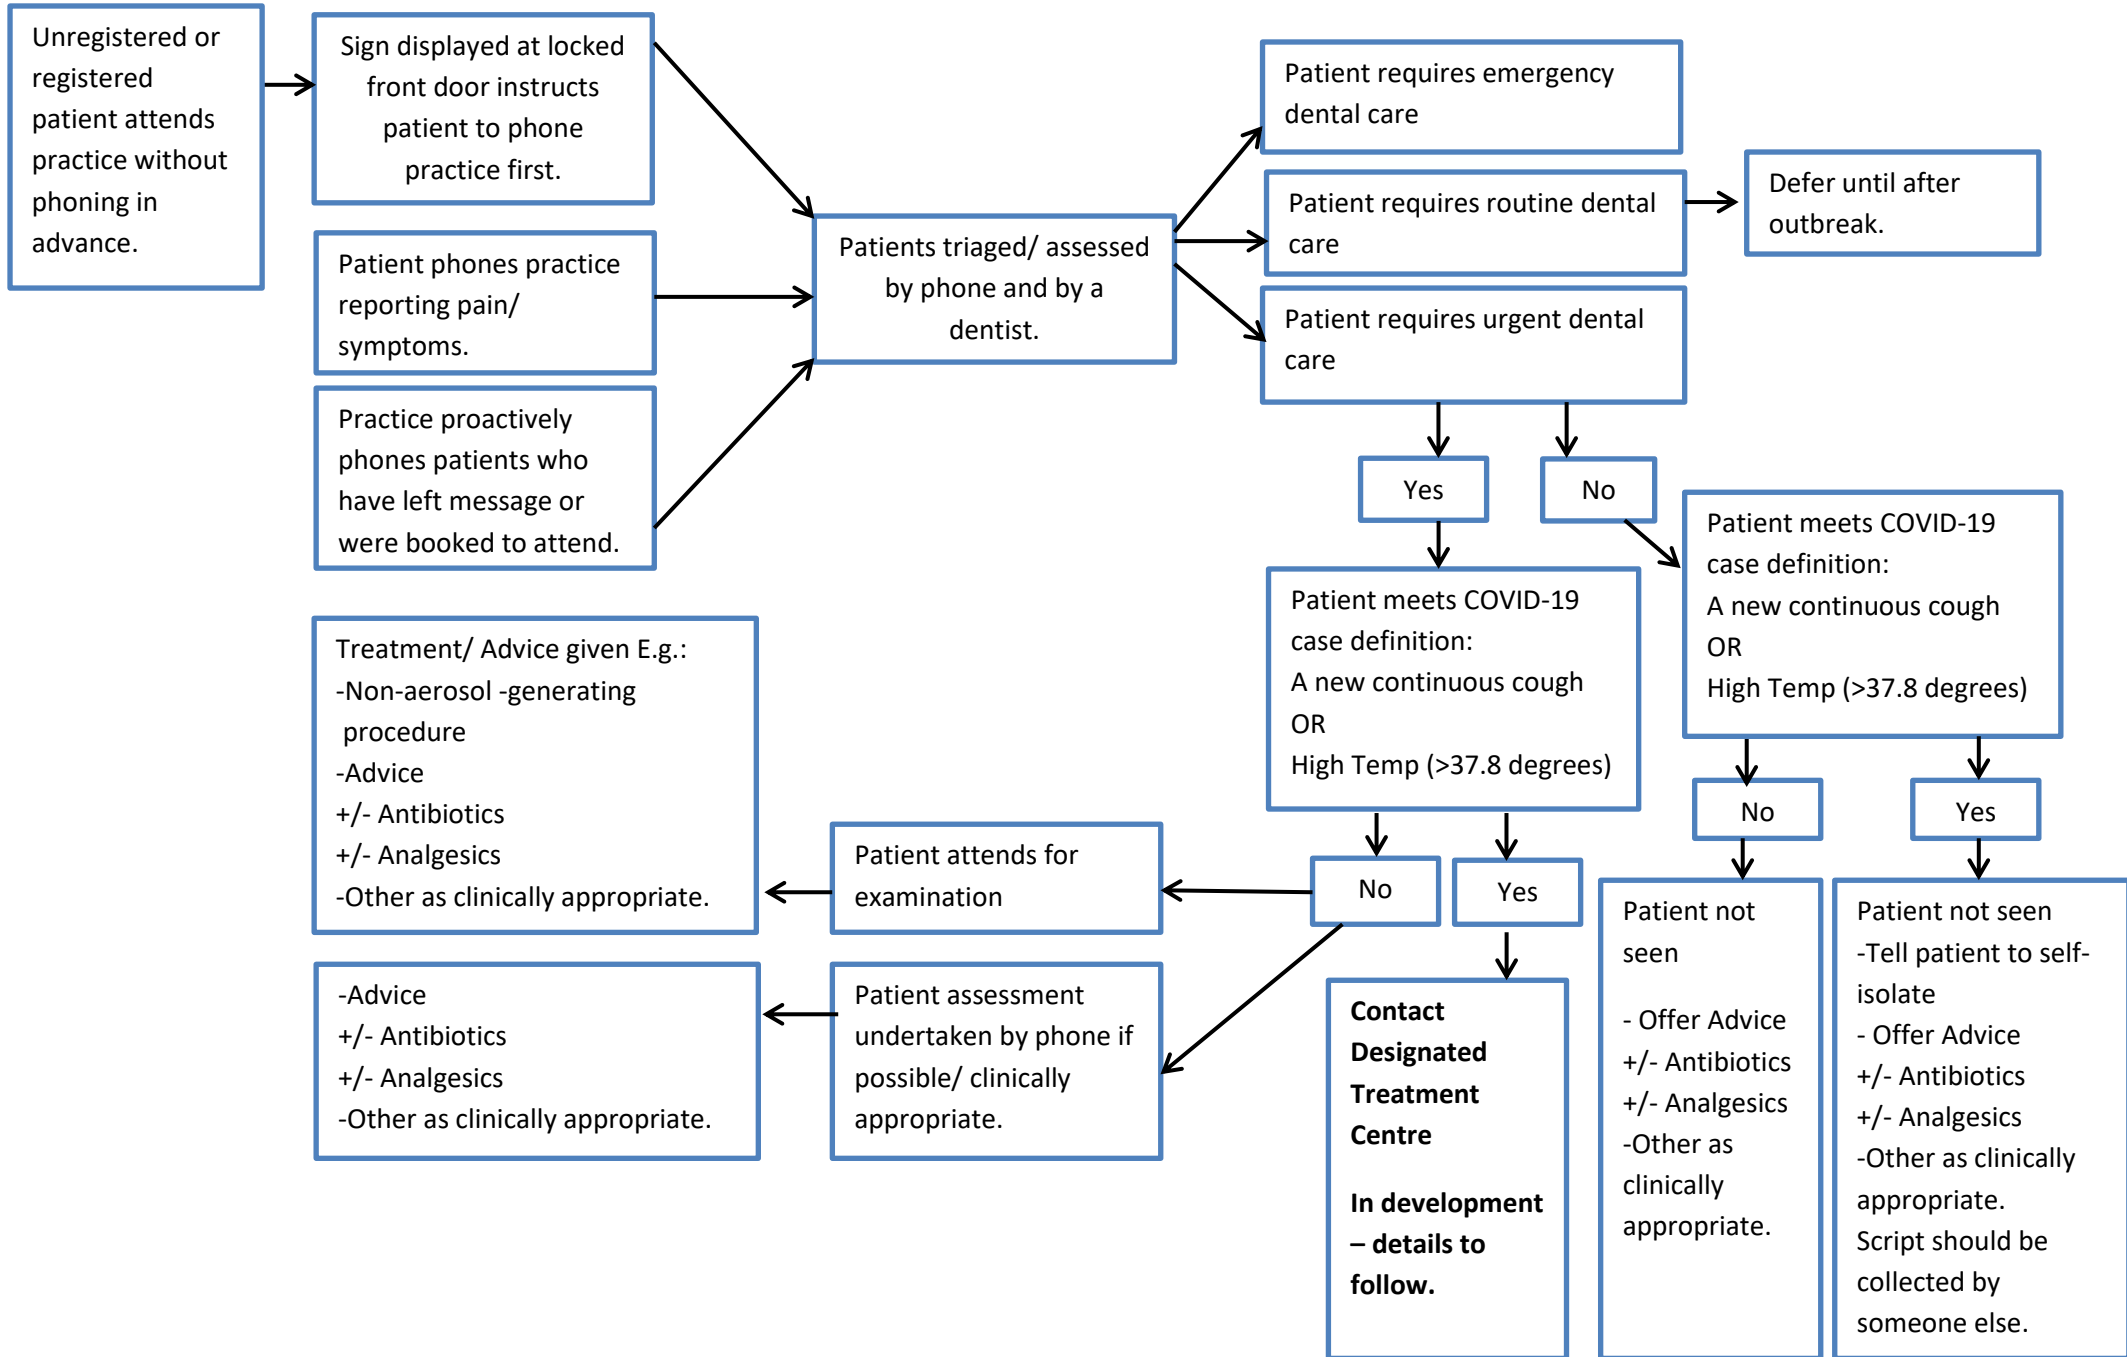 Unregistered or
registered
patient attends
practice without
phoning in
advance.
Sign displayed at locked
front door instructs
patient to phone
practice first.
Patient phones practice
reporting pain/
symptoms.
Practice proactively
phones patients who
have left message or
were booked to attend.
Patients triaged/ assessed
by phone and by a
dentist.
Patient requires emergency
dental care
Patient requires routine dental
care
Defer until after
outbreak.
Patient requires urgent dental
care
Yes
No
Patient meets COVID-19
case definition:
A new continuous cough
OR
High Temp (>37.8 degrees)
Patient meets COVID-19
case definition:
A new continuous cough
OR
High Temp (>37.8 degrees)
No
Yes
No
Yes
Patient attends for
examination
Treatment/ Advice given E.g.:
-Non-aerosol -generating
procedure
-Advice
+/- Antibiotics
+/- Analgesics
-Other as clinically appropriate.
Patient assessment
undertaken by phone if
possible/ clinically
appropriate.
-Advice
+/- Antibiotics
+/- Analgesics
-Other as clinically appropriate.
Contact
Designated
Treatment
Centre
In development
– details to
follow.
Patient not
seen
- Offer Advice
+/- Antibiotics
+/- Analgesics
-Other as
clinically
appropriate.
Patient not seen
-Tell patient to self-
isolate
- Offer Advice
+/- Antibiotics
+/- Analgesics
-Other as clinically
appropriate.
Script should be
collected by
someone else.